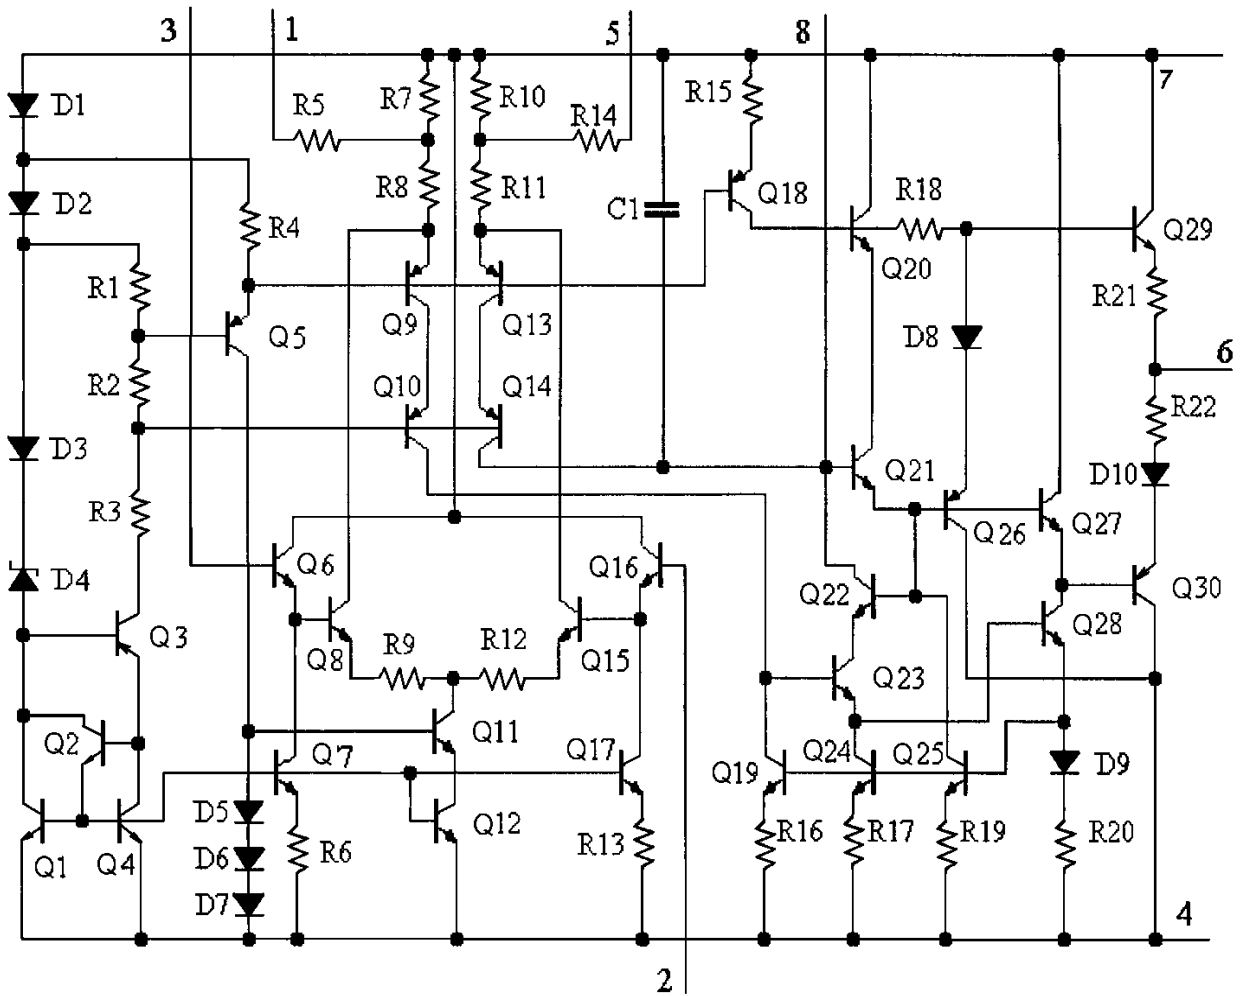 3 1 5 8
R7 R10 R15 7
D1 R5 R14
R8 R11 Q18 R18
D2 R4 C1 Q29
Q20
R1 R21
Q5 Q9 Q13 D8
6
R2 Q10 Q14
R22
D3 Q21 D10
R3 Q26 Q27
D4 Q6 Q16 Q22 Q30
Q3 Q8 R9 R12 Q15 Q28
Q23
Q2 Q7 Q11 Q17 Q19 Q24 Q25 D9
D5 Q12
Q1 Q4 D6 R6 R13 R16 R17 R19 R20
D7 4
2